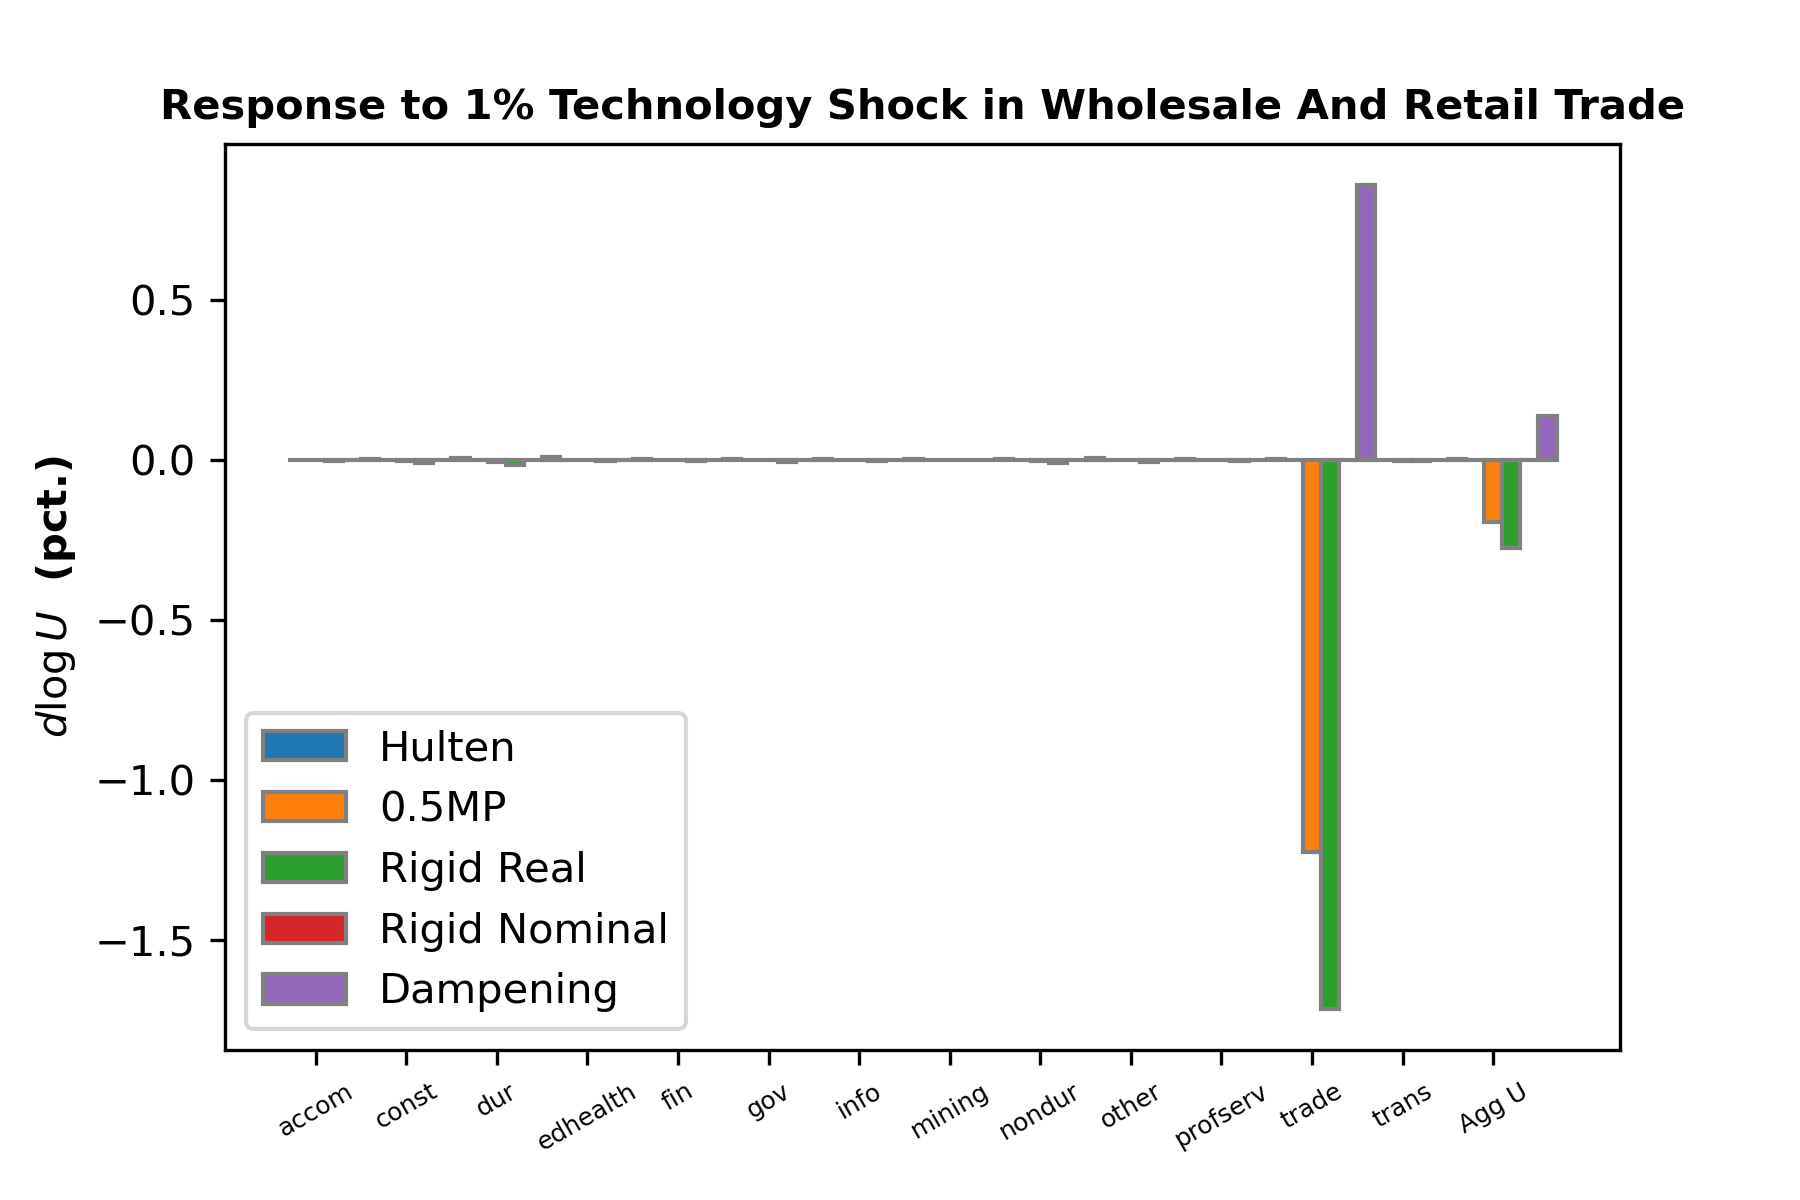 Response to 1% Technology Shock in Wholesale And Retail Trade
dlog U (pct.)
0.5
0.0
−0.5
−1.0
−1.5
Hulten
0.5MP
Rigid Real
Rigid Nominal
Dampening
accom const dur edhealth fin gov info mining nondur other profserv trade trans Agg U